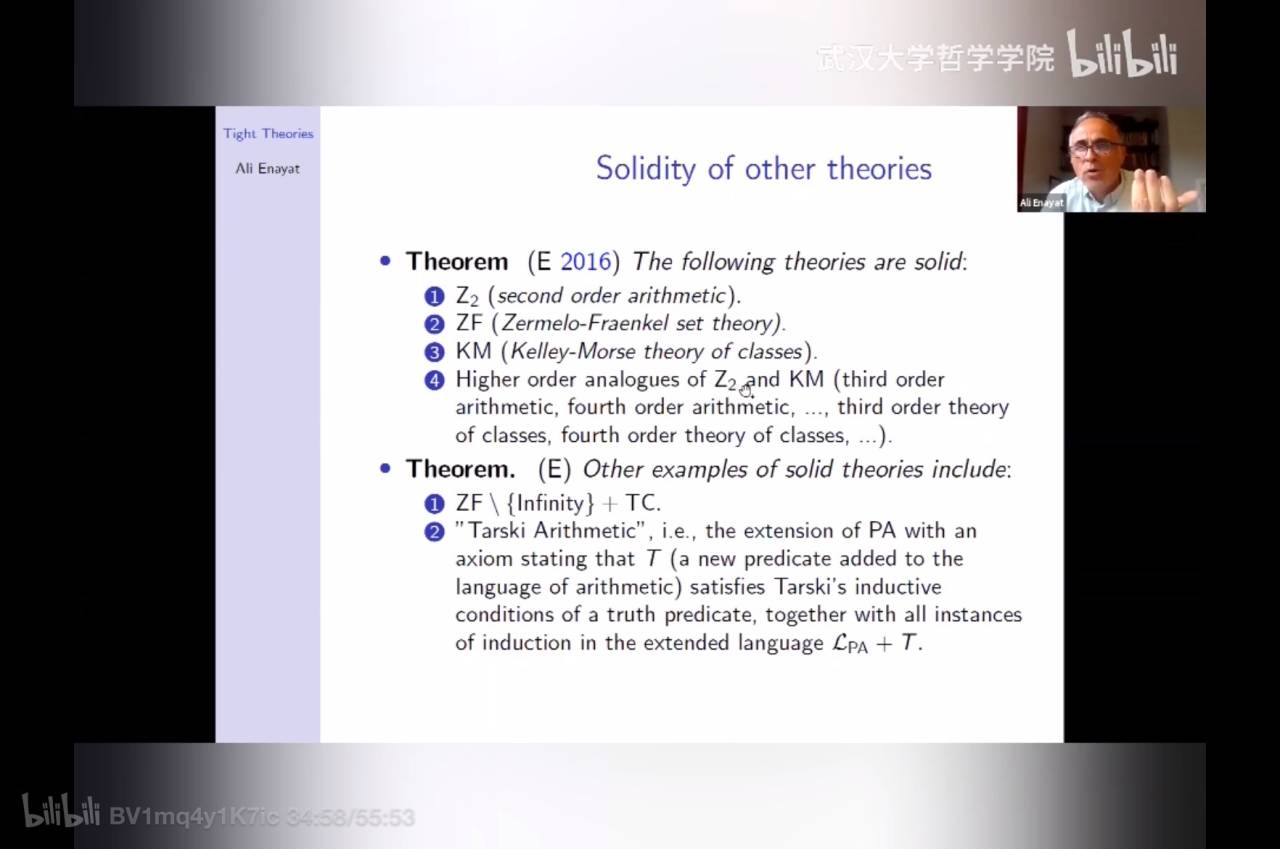 武汉大学哲学学院 bilibili
Tight Theories
Ali Enayat
Solidity of other theories
Ali Enayat
• Theorem (E 2016) The following theories are solid:
1 Z₂ (second order arithmetic).
2 ZF (Zermelo-Fraenkel set theory).
3 KM (Kelley-Morse theory of classes).
4 Higher order analogues of Z₂ and KM (third order
arithmetic, fourth order arithmetic, ..., third order theory
of classes, fourth order theory of classes, ...).
• Theorem. (E) Other examples of solid theories include:
1 ZF \ {Infinity} + TC.
2 "Tarski Arithmetic", i.e., the extension of PA with an
axiom stating that T (a new predicate added to the
language of arithmetic) satisfies Tarski's inductive
conditions of a truth predicate, together with all instances
of induction in the extended language ℒPA + T.
bilibili BV1mq4y1K7ic 34:58/55:53